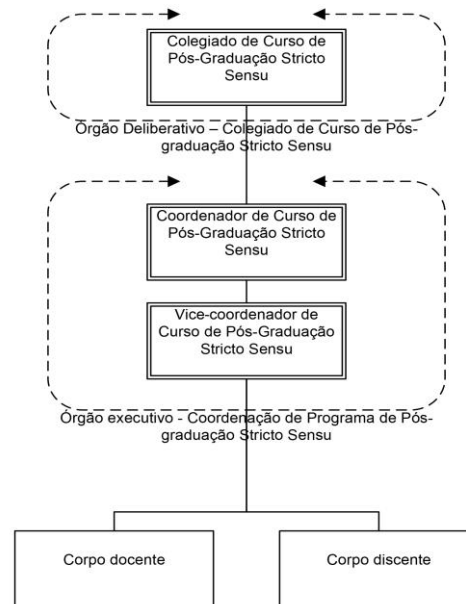 Colegiado de Curso de
Pós-Graduação Stricto
Sensu
Órgão Deliberativo – Colegiado de Curso de Pós-
graduação Stricto Sensu
Coordenador de Curso de
Pós-Graduação Stricto
Sensu
Vice-coordenador de
Curso de Pós-Graduação
Stricto Sensu
Órgão executivo - Coordenação de Programa de Pós-
graduação Stricto Sensu
Corpo docente
Corpo discente